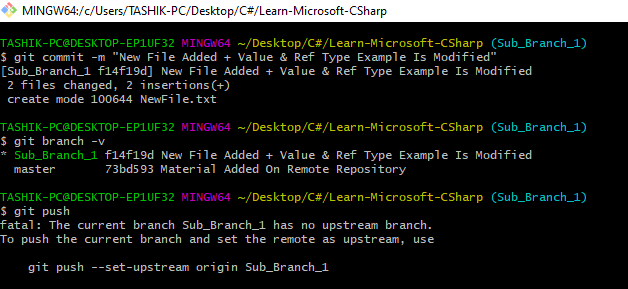 MINGW64:/c/Users/TASHIK-PC/Desktop/C#/Learn-Microsoft-CSharp
TASHIK-PC@DESKTOP-EP1UF32 MINGW64 ~/Desktop/C#/Learn-Microsoft-CSharp (Sub_Branch_1)
$ git commit -m "New File Added + Value & Ref Type Example Is Modified"
[Sub_Branch_1 f14f19d] New File Added + Value & Ref Type Example Is Modified
 2 files changed, 2 insertions(+)
 create mode 100644 NewFile.txt
TASHIK-PC@DESKTOP-EP1UF32 MINGW64 ~/Desktop/C#/Learn-Microsoft-CSharp (Sub_Branch_1)
$ git branch -v
* Sub_Branch_1 f14f19d New File Added + Value & Ref Type Example Is Modified
  master       73bd593 Material Added On Remote Repository
TASHIK-PC@DESKTOP-EP1UF32 MINGW64 ~/Desktop/C#/Learn-Microsoft-CSharp (Sub_Branch_1)
$ git push
fatal: The current branch Sub_Branch_1 has no upstream branch.
To push the current branch and set the remote as upstream, use
    git push --set-upstream origin Sub_Branch_1